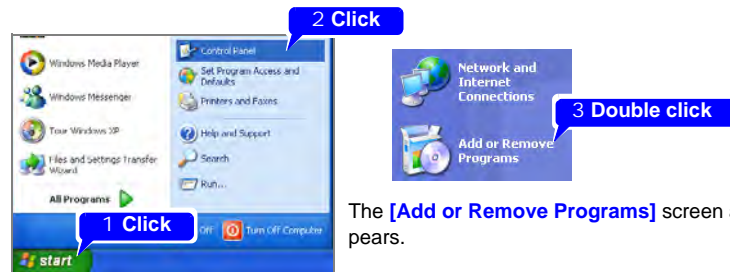 2 Click
Control Panel
Windows Media Player
Set Program Access and
Defaults
Windows Messenger
Printers and Faxes
Tour Windows XP
Help and Support
Files and Settings Transfer
Wizard
Search
Run...
All Programs
1 Click
Off
Turn Off Computer
start
Network and
Internet
Connections
3 Double click
Add or Remove
Programs
The [Add or Remove Programs] screen
pears.